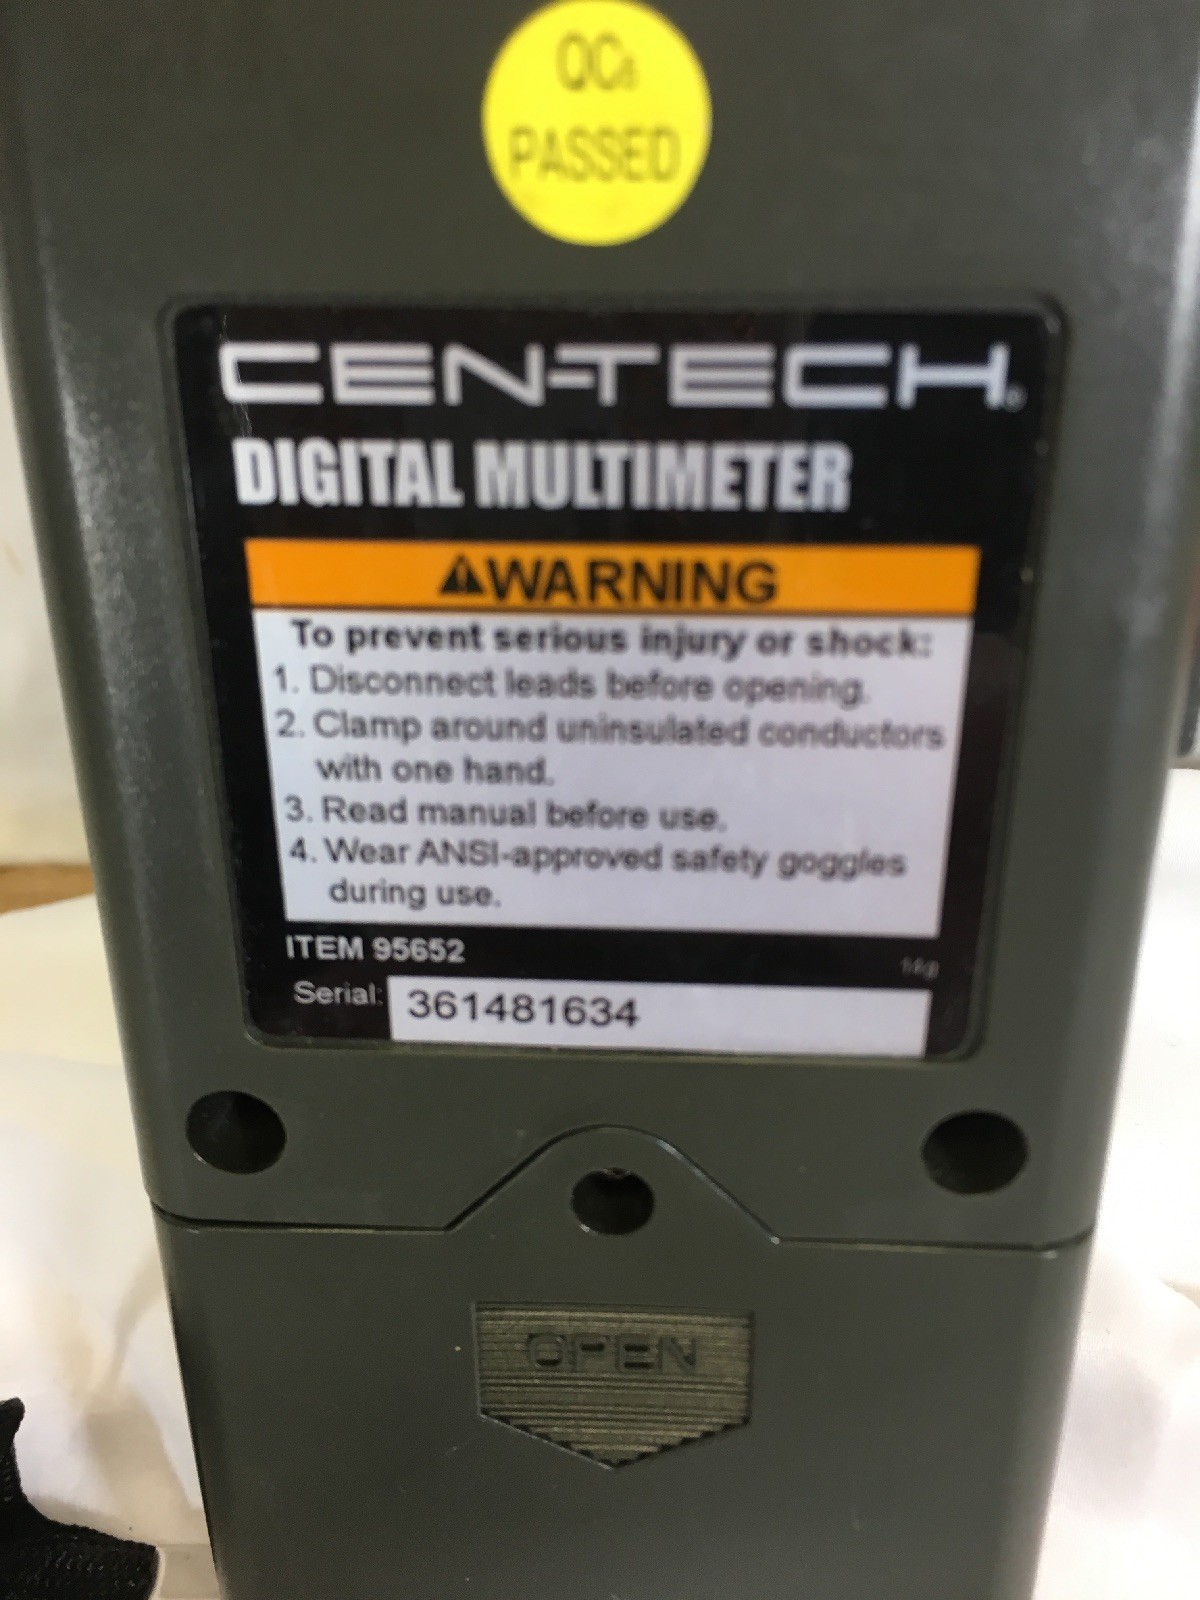 QC
PASSED
CEN-TECH®
DIGITAL MULTIMETER
⚠WARNING
To prevent serious injury or shock:
1. Disconnect leads before opening.
2. Clamp around uninsulated conductors
with one hand.
3. Read manual before use.
4. Wear ANSI-approved safety goggles
during use.
ITEM 95652
Serial: 361481634
OPEN